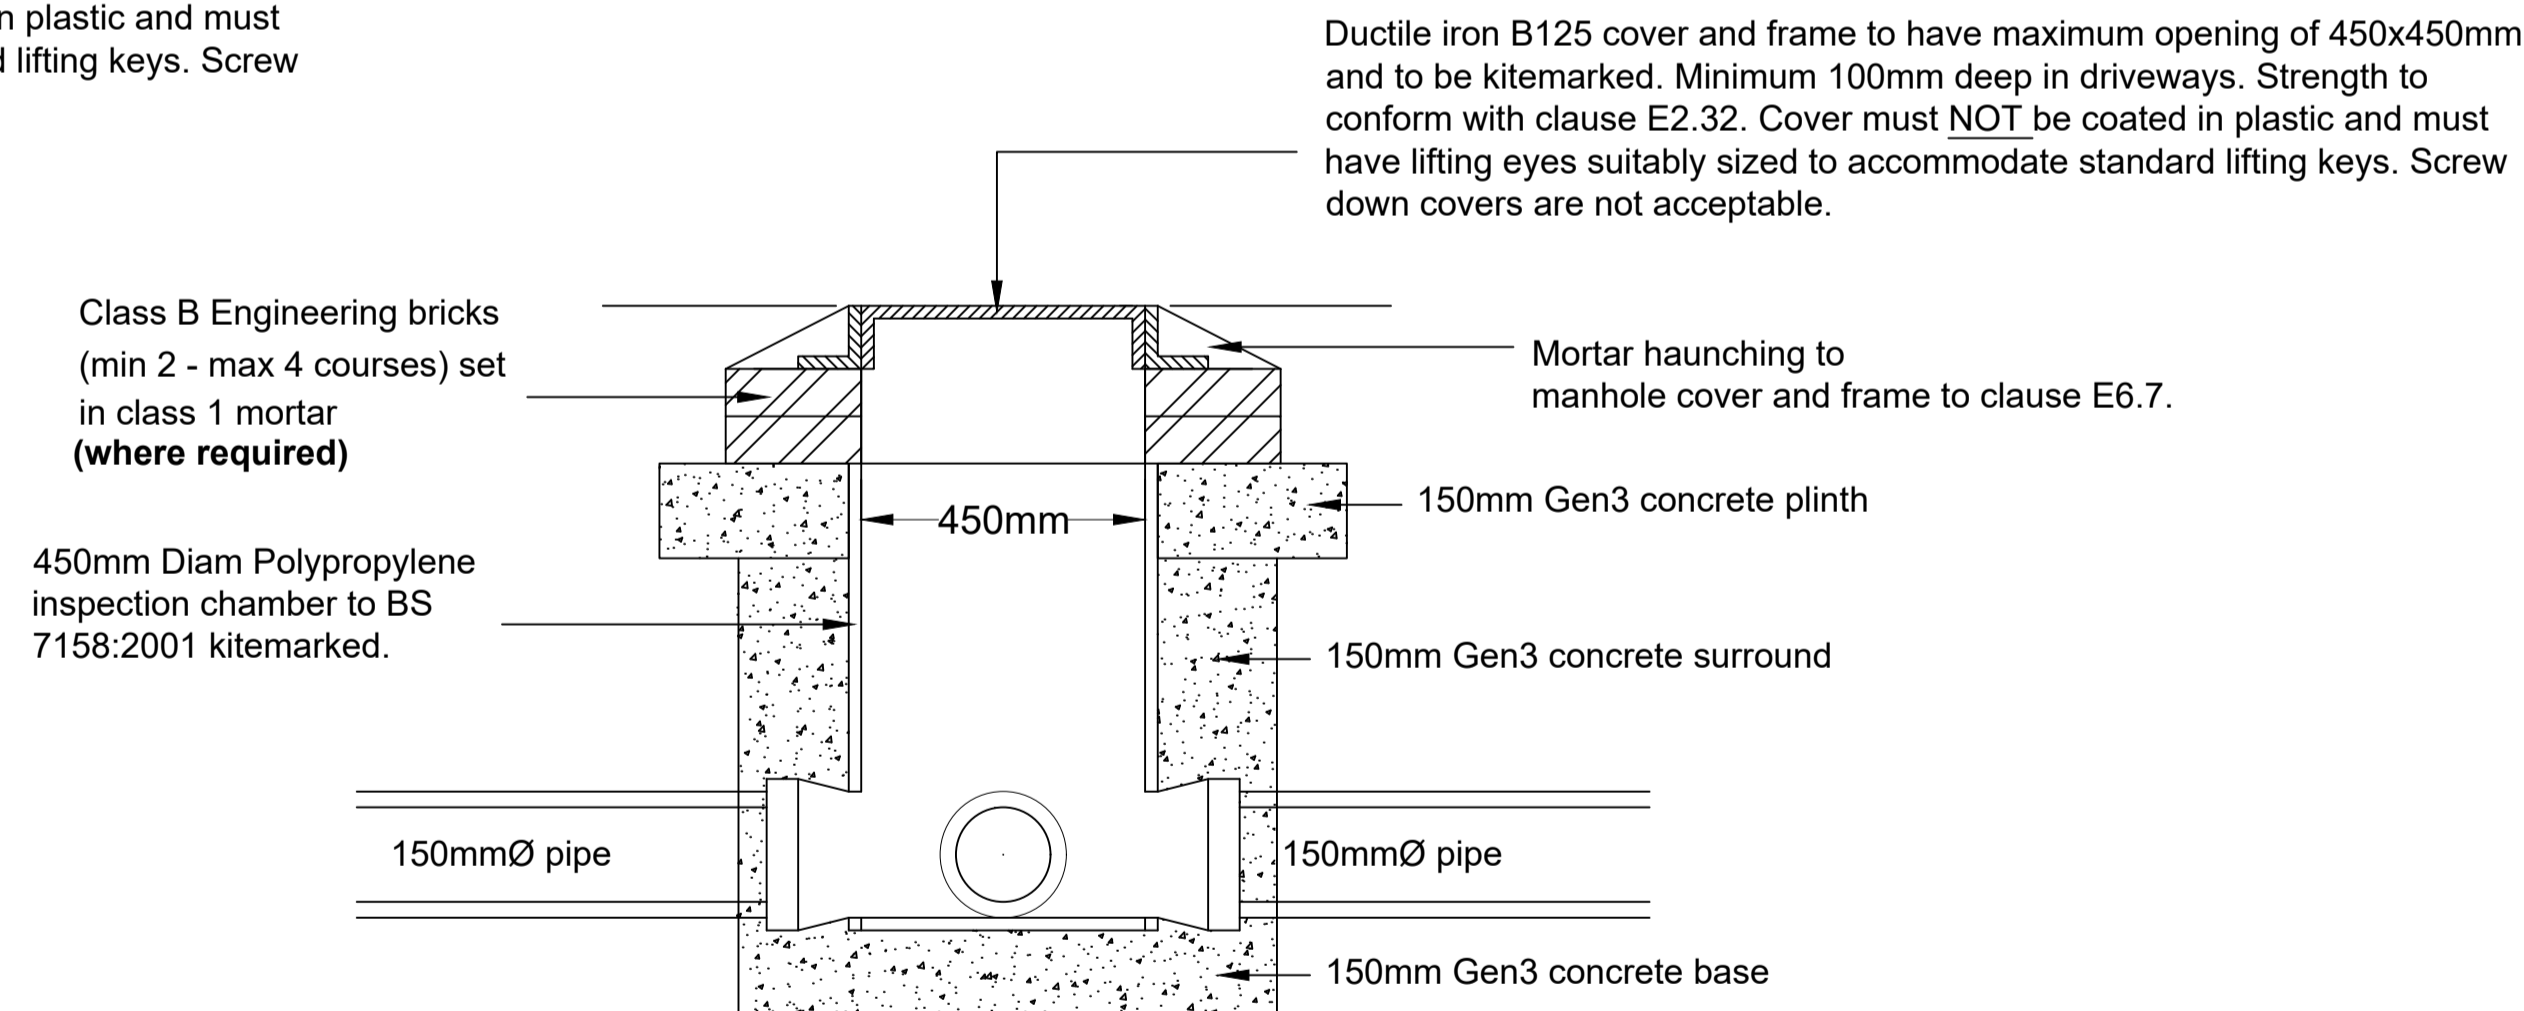 n plastic and must
lifting keys. Screw
Ductile iron B125 cover and frame to have maximum opening of 450x450mm
and to be kitemarked. Minimum 100mm deep in driveways. Strength to
conform with clause E2.32. Cover must NOT be coated in plastic and must
have lifting eyes suitably sized to accommodate standard lifting keys. Screw
down covers are not acceptable.
Class B Engineering bricks
(min 2 - max 4 courses) set
in class 1 mortar
(where required)
Mortar haunching to
manhole cover and frame to clause E6.7.
150mm Gen3 concrete plinth
450mm
450mm Diam Polypropylene
inspection chamber to BS
7158:2001 kitemarked.
150mm Gen3 concrete surround
150mmØ pipe
150mmØ pipe
150mm Gen3 concrete base